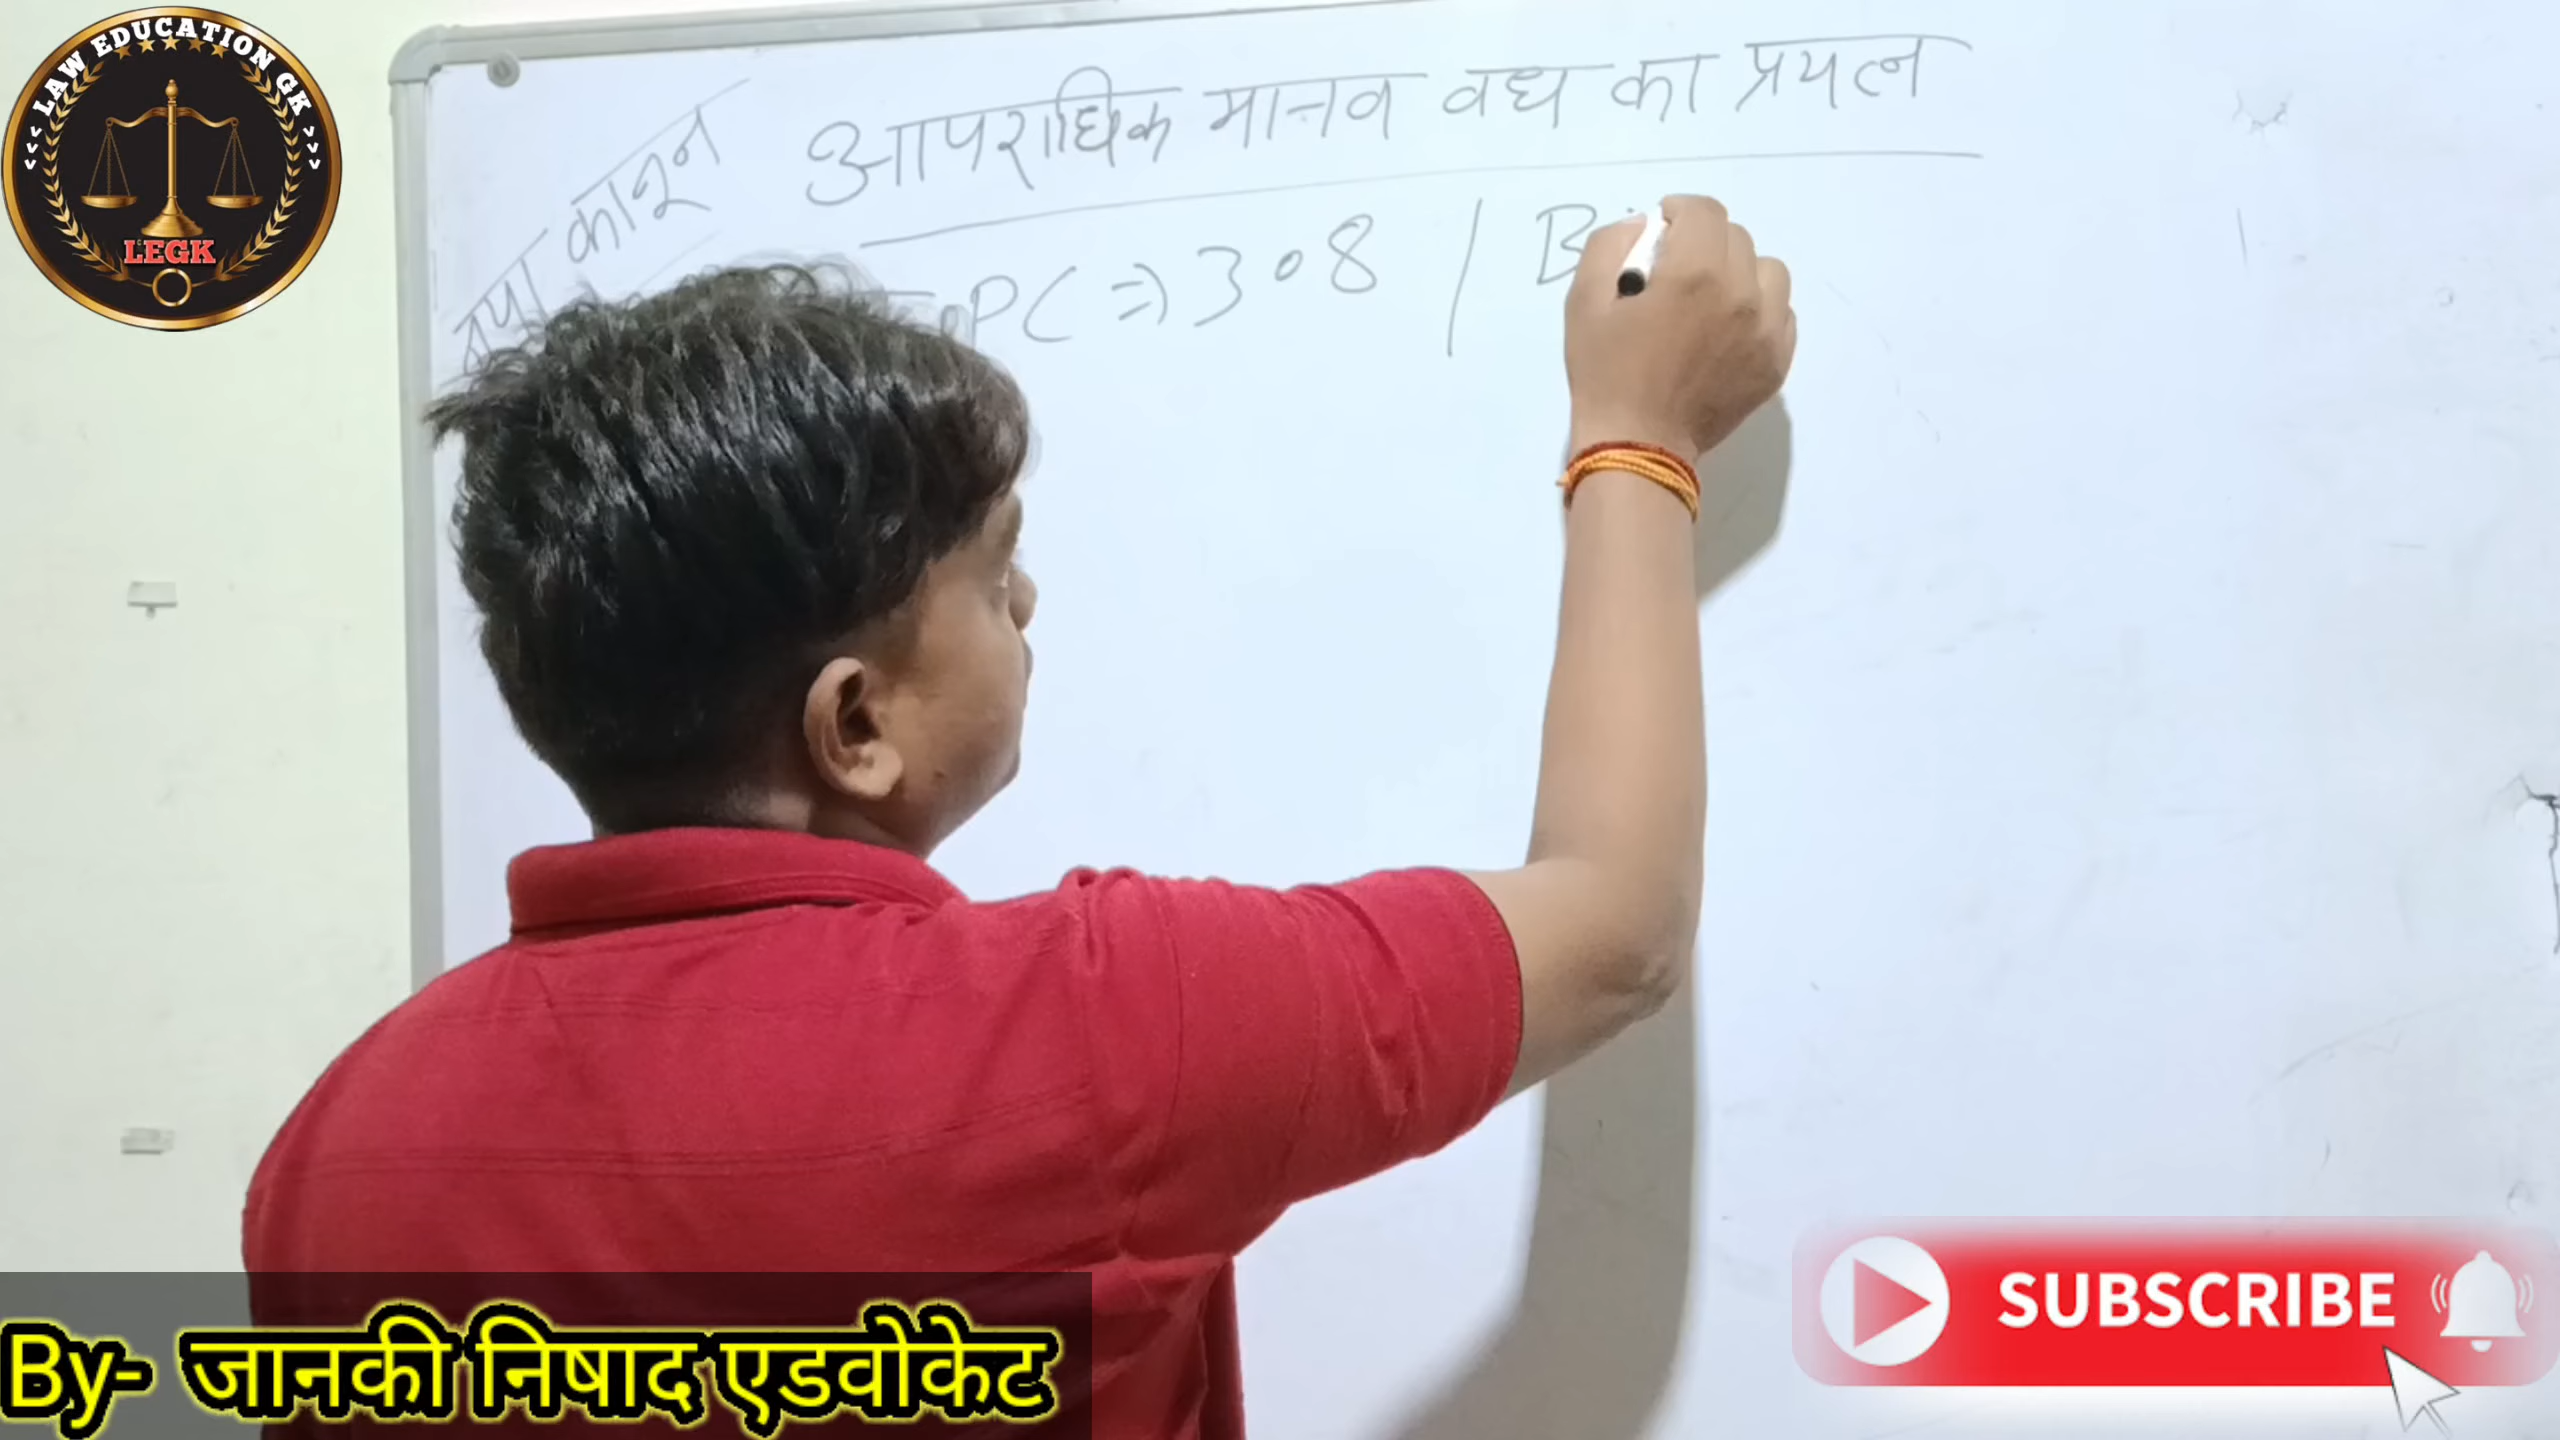 <<< LAW EDUCATION GK >>>
LEGK
नया कानून
आपराधिक मानव वध का प्रयत्न
IPC => 308 / B
By- जानकी निषाद एडवोकेट
SUBSCRIBE